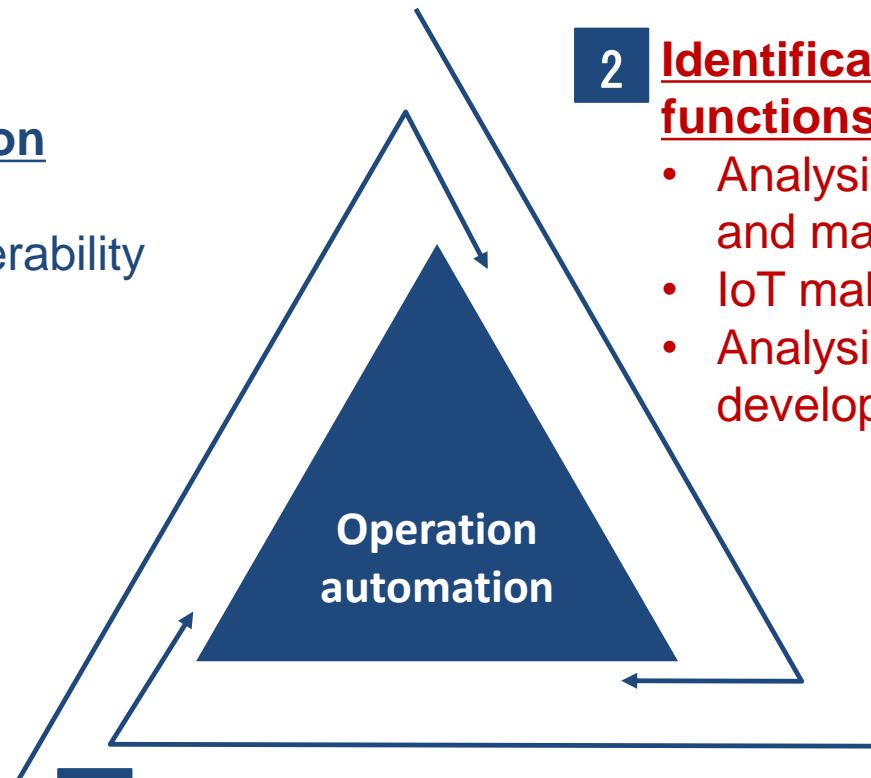 on
erability
2 Identifica
functions
• Analysi
and ma
• IoT mal
• Analysi
develop
Operation
automation